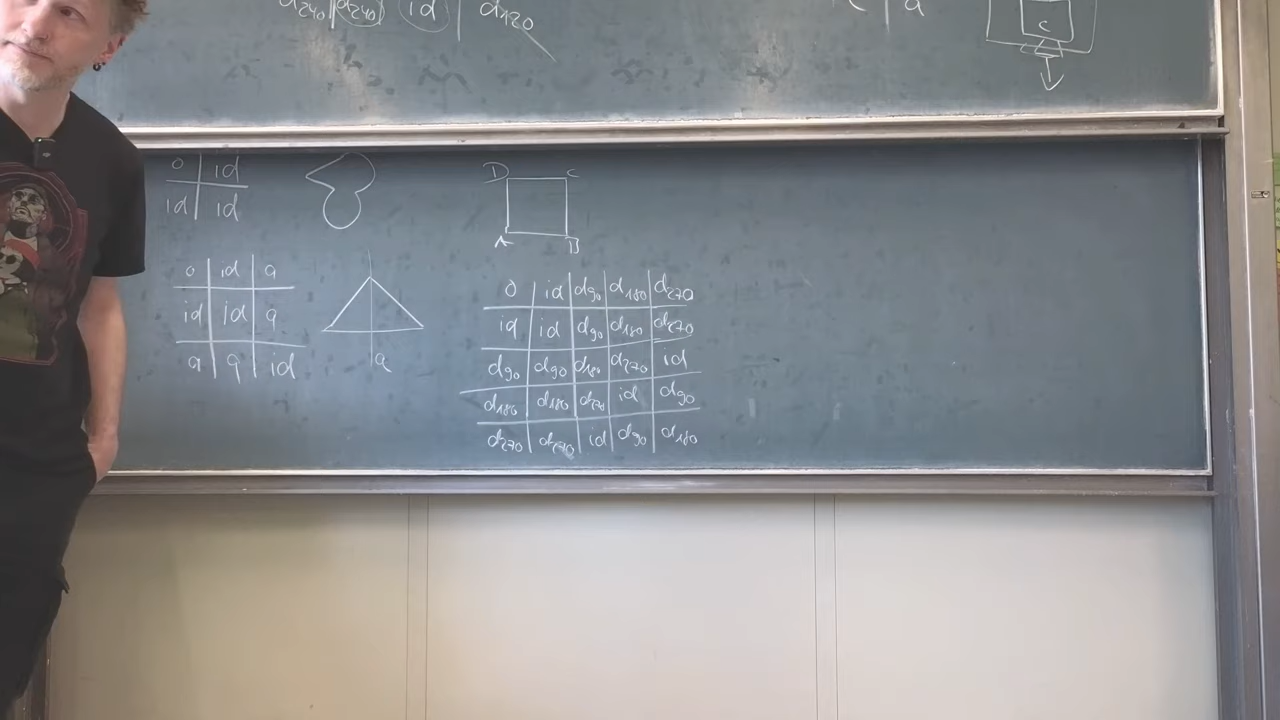 d240 d240 id d120
a
C
o id
id id
D C
A B
o id a
id id a
a a id
a
o id d90 d180 d270
id id d90 d180 d270
d90 d90 d180 d270 id
d180 d180 d270 id d90
d270 d270 id d90 d180